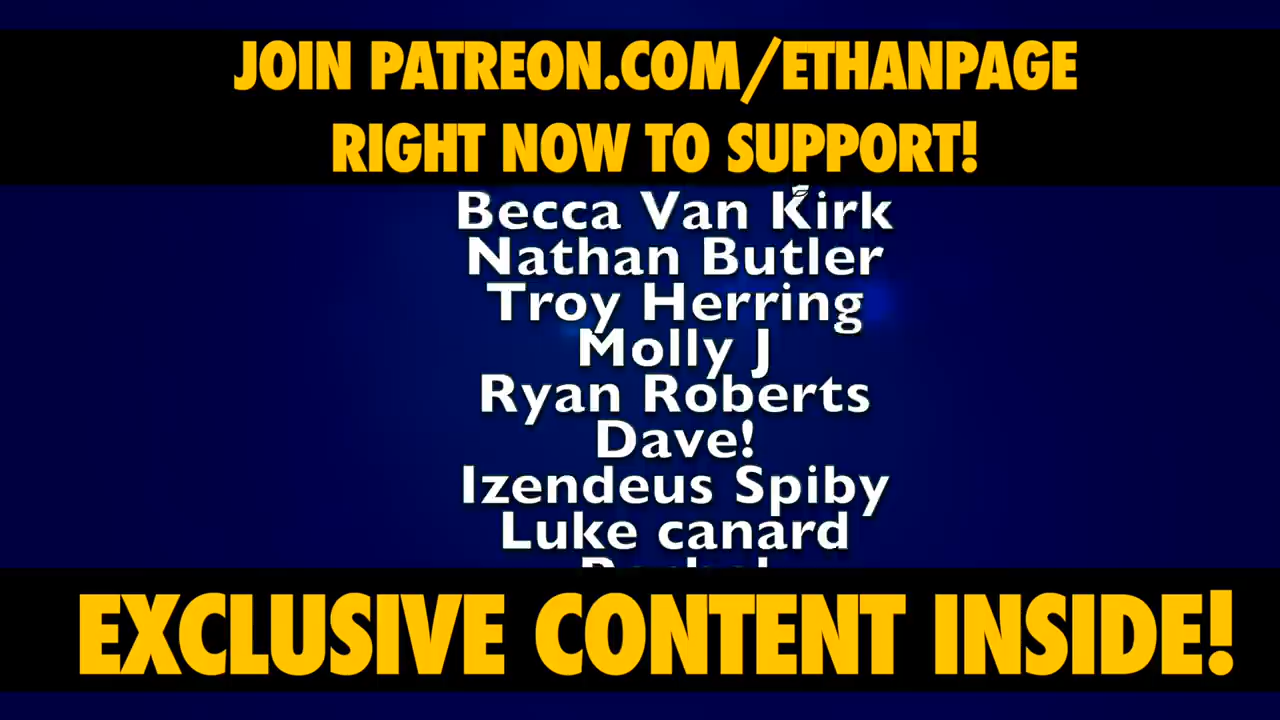 JOIN PATREON.COM/ETHANPAGE
RIGHT NOW TO SUPPORT!
Becca Van Kirk
Nathan Butler
Troy Herring
Molly J
Ryan Roberts
Dave!
Izendeus Spiby
Luke canard
EXCLUSIVE CONTENT INSIDE!